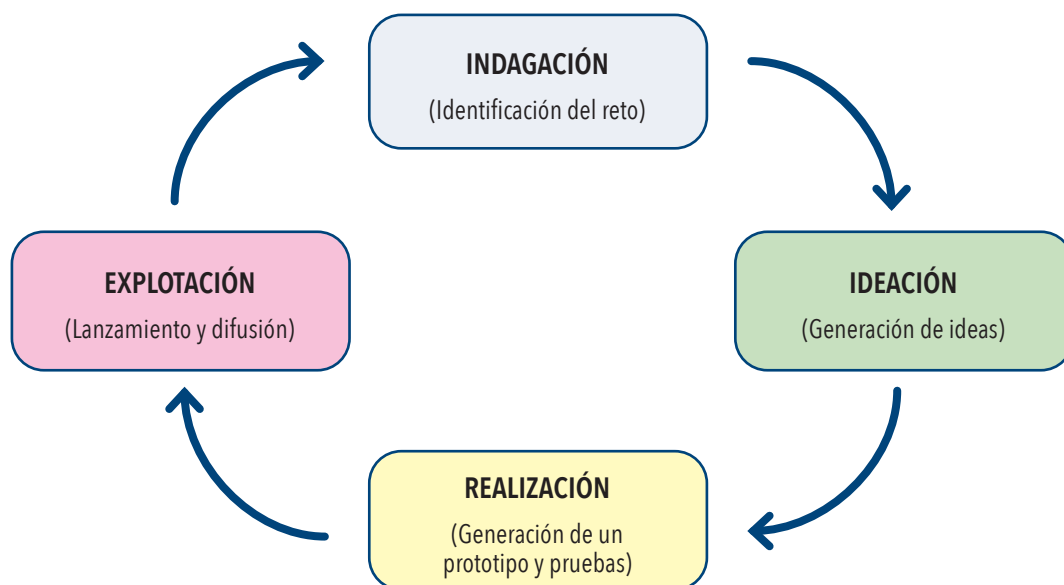 INDAGACIÓN
(Identificación del reto)
EXPLOTACIÓN
(Lanzamiento y difusión)
IDEACIÓN
(Generación de ideas)
REALIZACIÓN
(Generación de un
prototipo y pruebas)